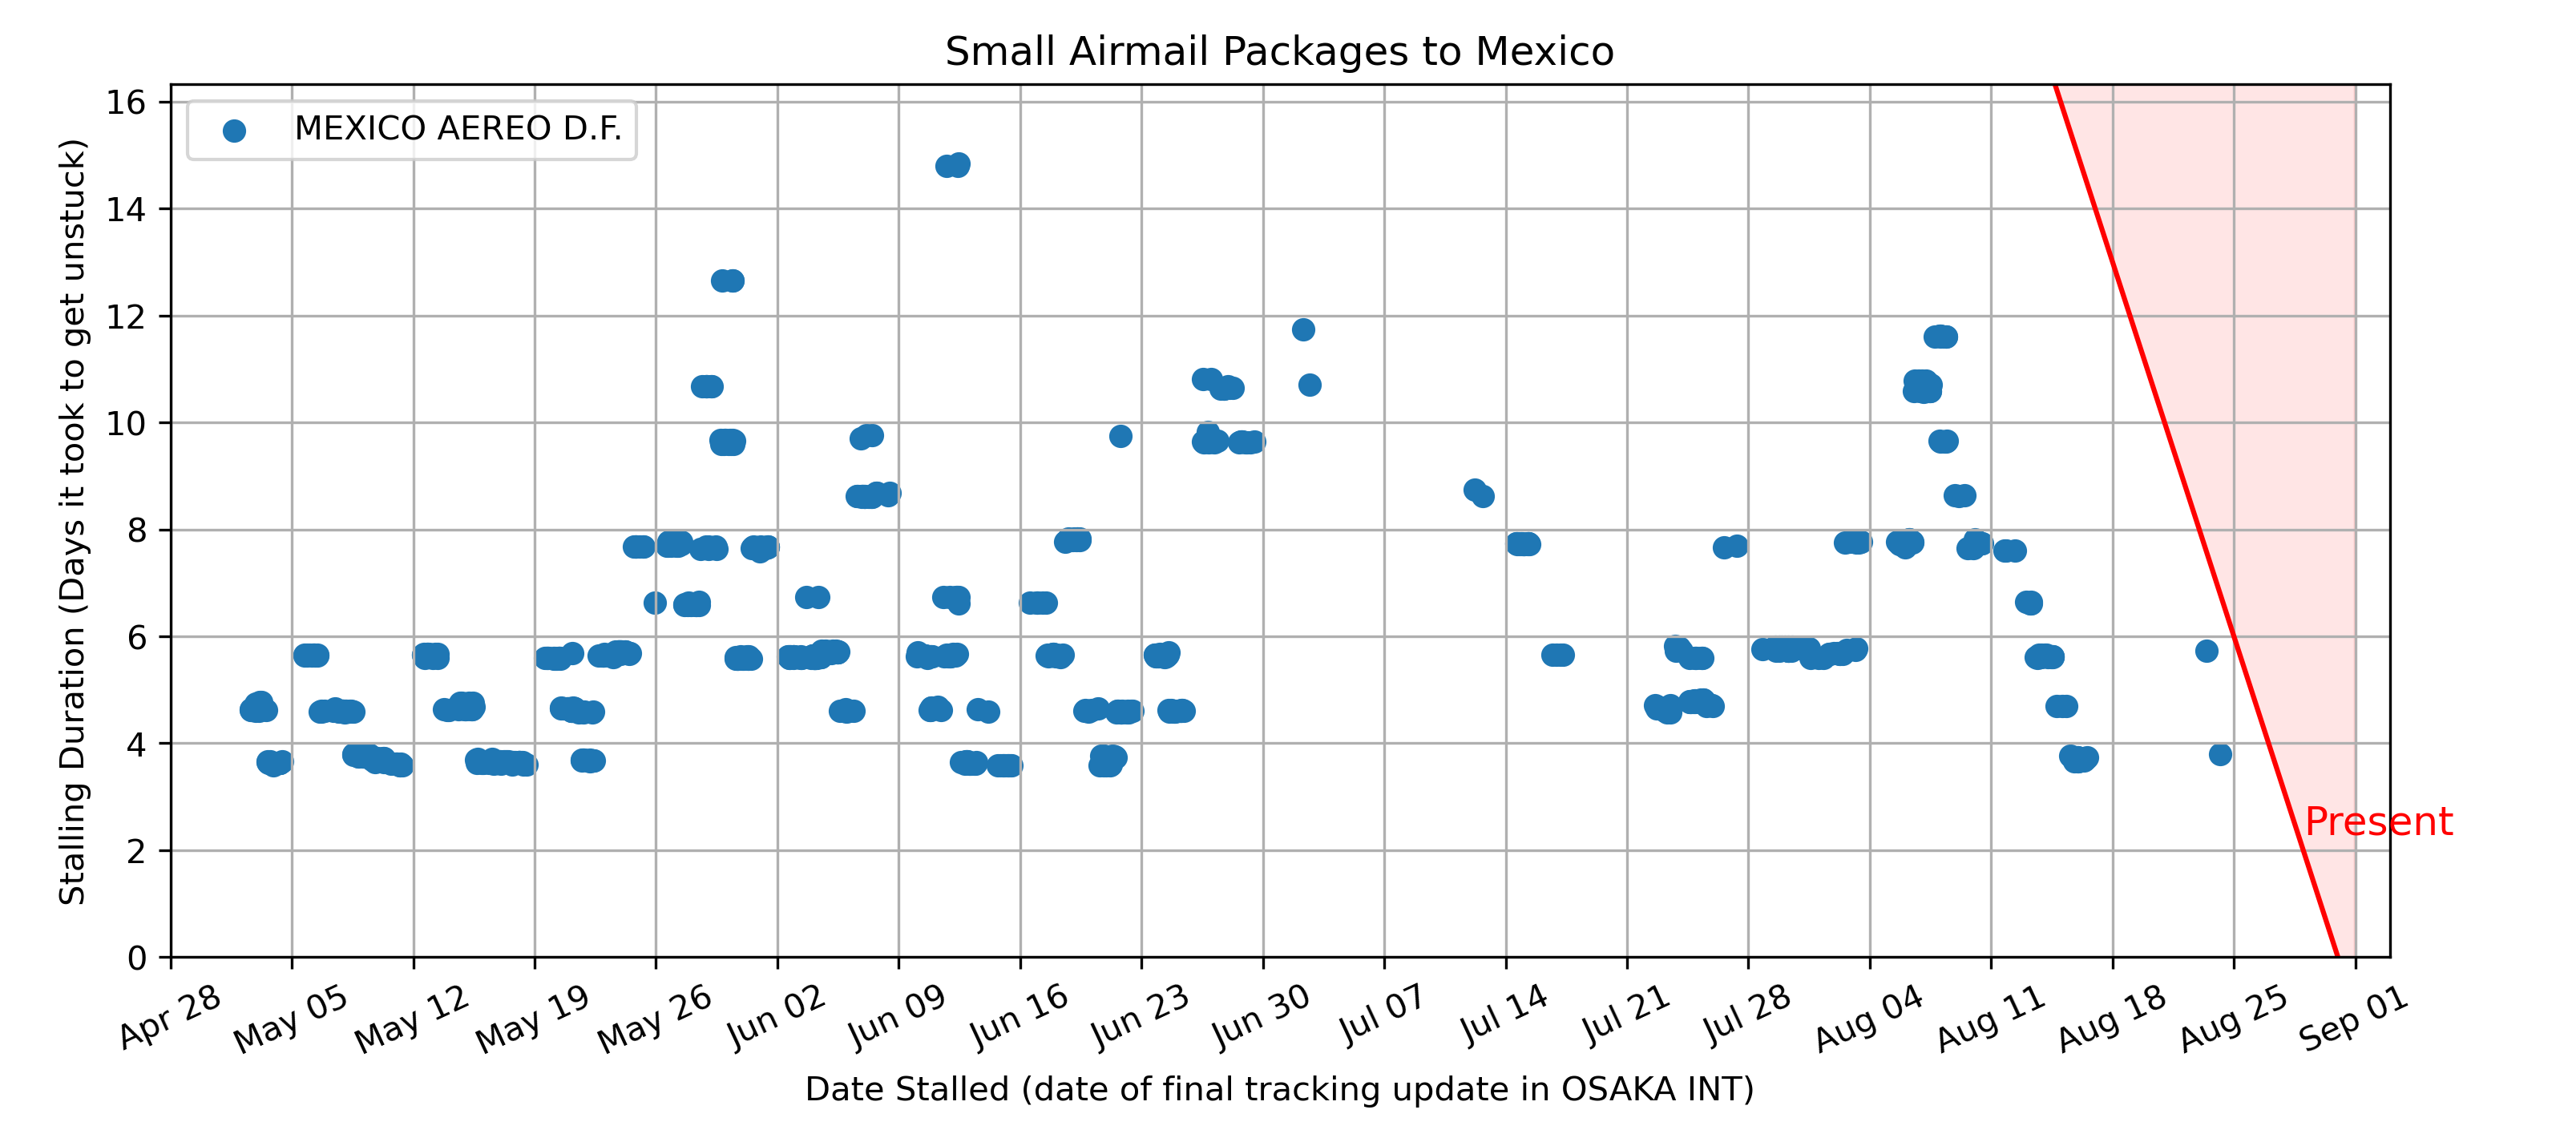 Small Airmail Packages to Mexico
MEXICO AEREO D.F.
Stalling Duration (Days it took to get unstuck)
16
14
12
10
8
6
4
2
0
Present
Apr 28 May 05 May 12 May 19 May 26 Jun 02 Jun 09 Jun 16 Jun 23 Jun 30 Jul 07 Jul 14 Jul 21 Jul 28 Aug 04 Aug 11 Aug 18 Aug 25 Sep 01
Date Stalled (date of final tracking update in OSAKA INT)